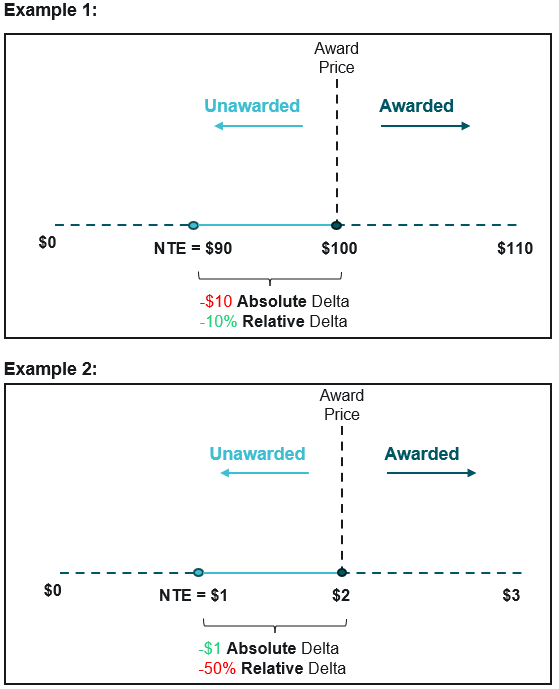 Example 1:
Award
Price
Unawarded
Awarded
$0
NTE = $90
$100
$110
-$10 Absolute Delta
-10% Relative Delta
Example 2:
Award
Price
Unawarded
Awarded
$0
NTE = $1
$2
$3
-$1 Absolute Delta
-50% Relative Delta